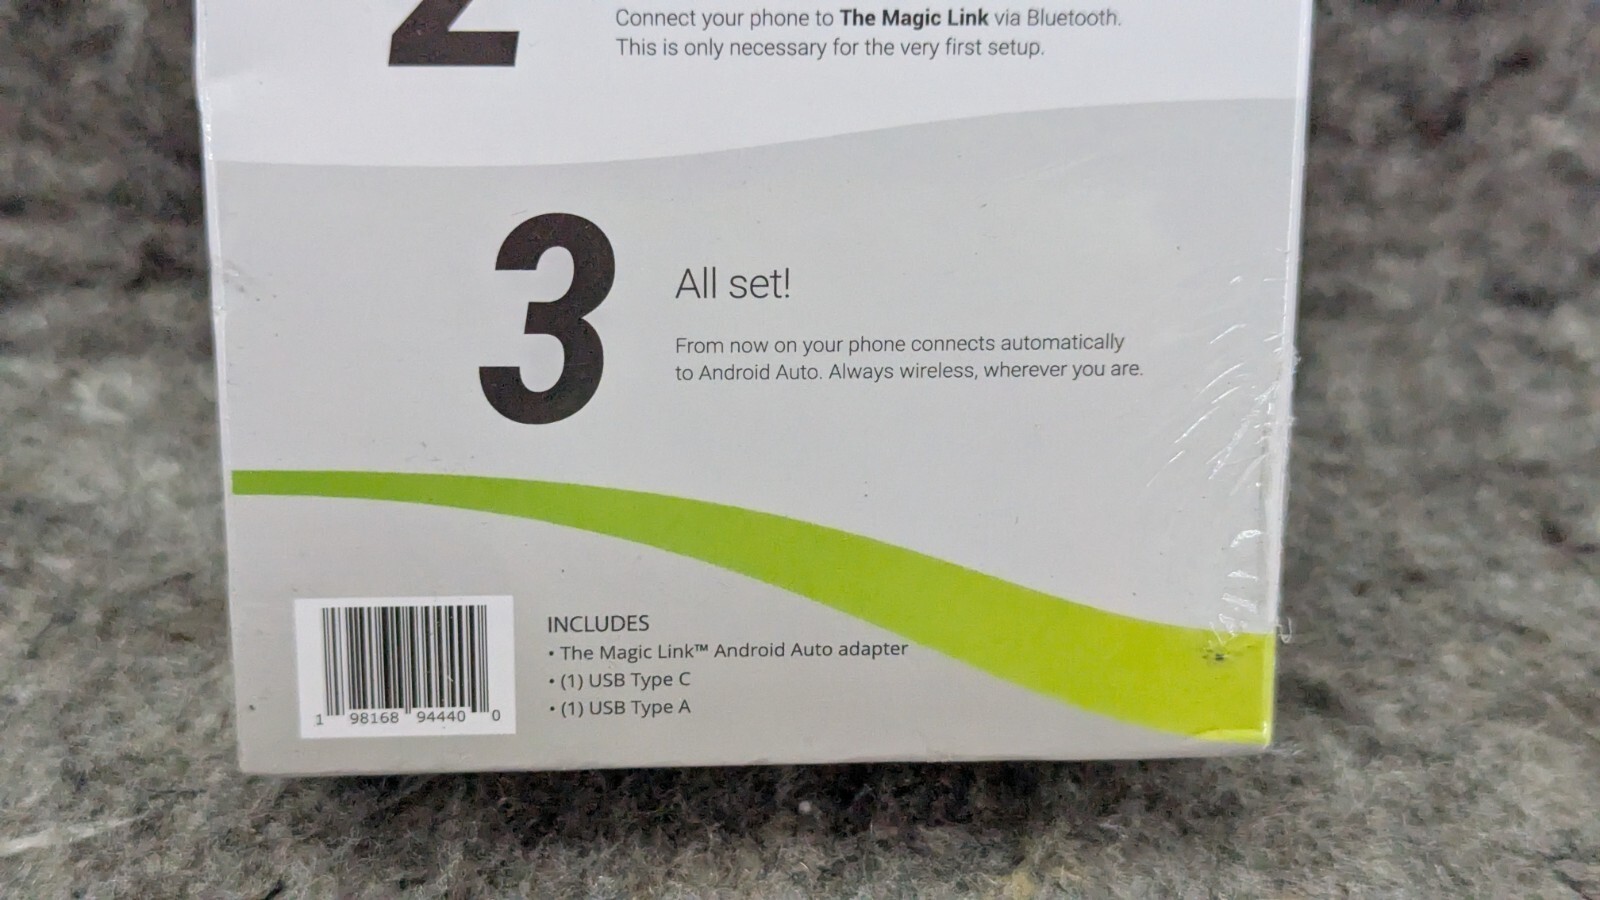 2
Connect your phone to The Magic Link via Bluetooth.
This is only necessary for the very first setup.
3
All set!
From now on your phone connects automatically
to Android Auto. Always wireless, wherever you are.
INCLUDES
• The Magic Link™ Android Auto adapter
• (1) USB Type C
• (1) USB Type A
1 98168 94440 0